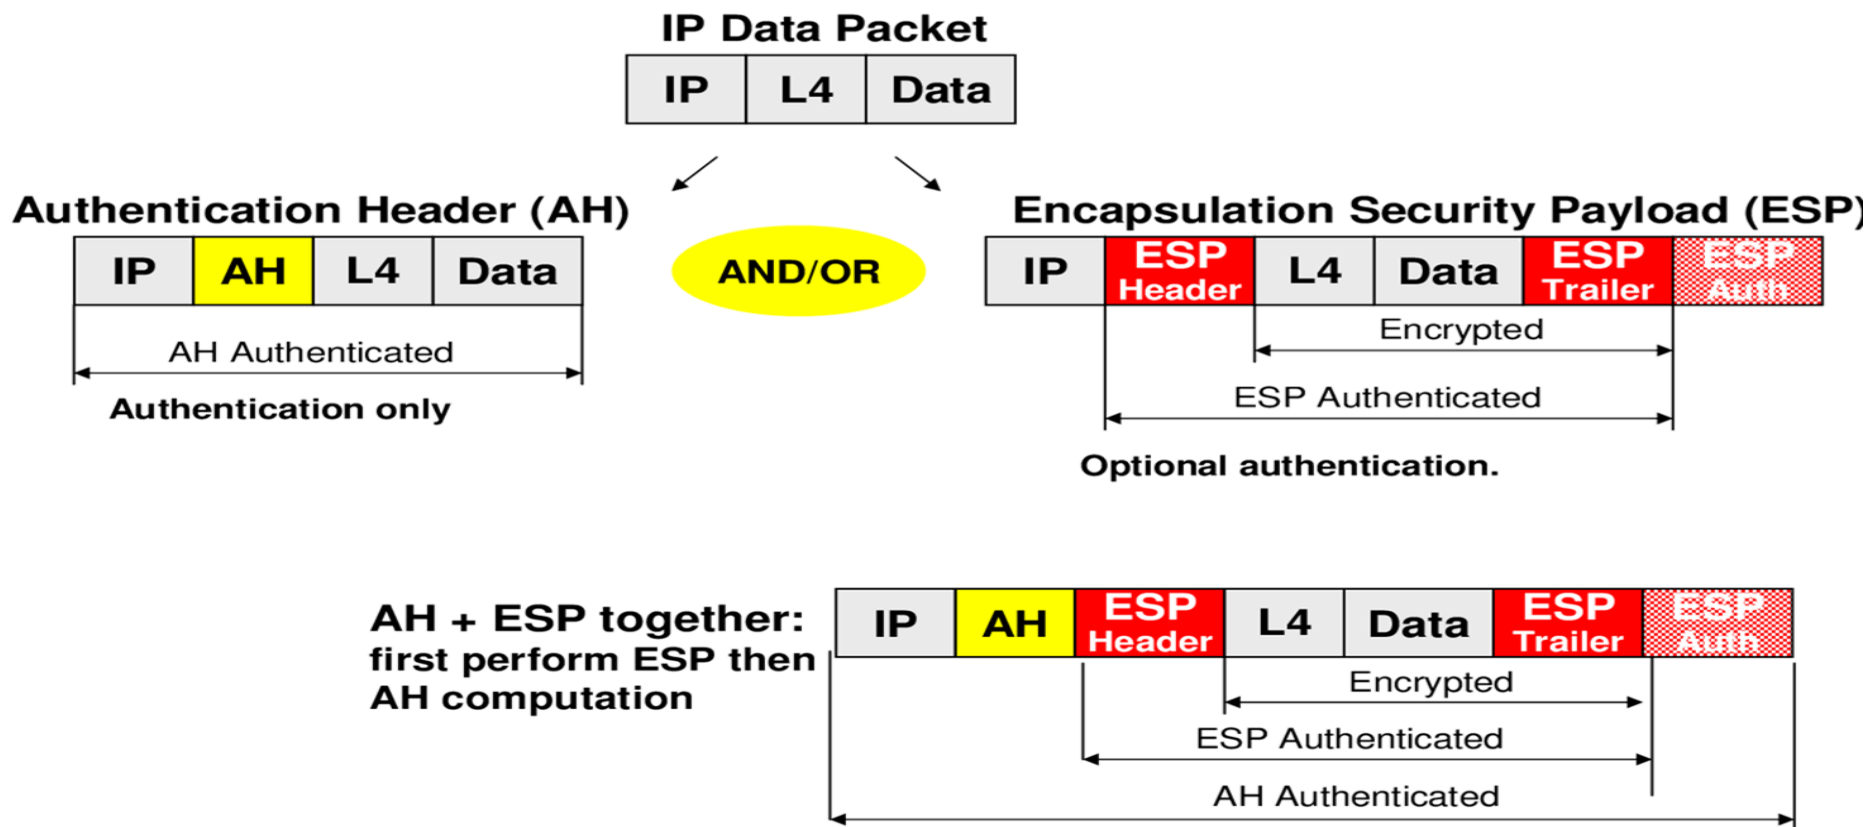 IP Data Packet
IP L4 Data
Authentication Header (AH)
IP AH L4 Data
AH Authenticated
Authentication only
AND/OR
Encapsulation Security Payload (ESP)
IP ESP Header L4 Data ESP Trailer ESP Auth
Encrypted
ESP Authenticated
Optional authentication.
AH + ESP together:
first perform ESP then
AH computation
IP AH ESP Header L4 Data ESP Trailer ESP Auth
Encrypted
ESP Authenticated
AH Authenticated